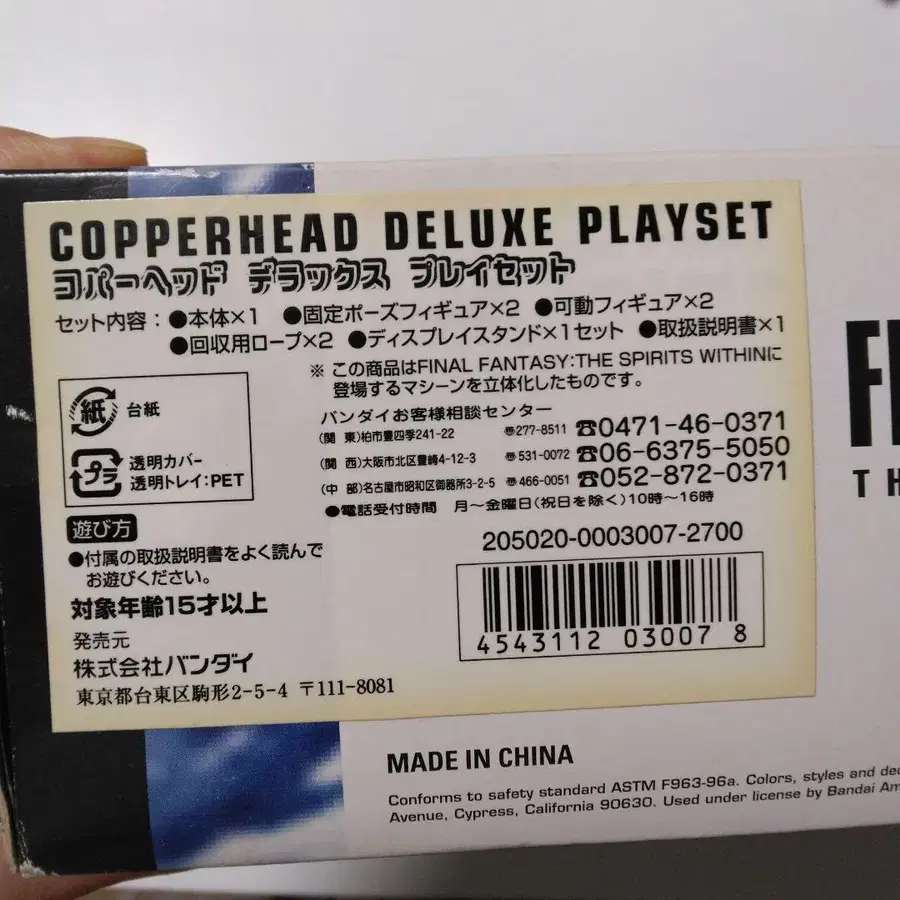 COPPERHEAD DELUXE PLAYSET
コパーヘッド デラックス プレイセット
セット内容：●本体×1 ●固定ポーズフィギュア×2 ●可動フィギュア×2
●回収用ロープ×2 ●ディスプレイスタンド×1セット ●取扱説明書×1
※ この商品はFINAL FANTASY:THE SPIRITS WITHINに
登場するマシーンを立体化したものです。
紙 台紙
プラ 透明カバー
透明トレイ:PET
バンダイお客様相談センター
(関 東)柏市豊四季241-22 〠277-8511 ☎0471-46-0371
(関 西)大阪市北区豊崎4-12-3 〠531-0072 ☎06-6375-5050
(中 部)名古屋市昭和区御器所3-2-5 〠466-0051 ☎052-872-0371
●電話受付時間 月～金曜日(祝日を除く)10時～16時
遊び方
●付属の取扱説明書をよく読んで
お遊びください。
対象年齢15才以上
発売元
株式会社バンダイ
東京都台東区駒形2-5-4 〒111-8081
205020-0003007-2700
4543112 03007 8
MADE IN CHINA
Conforms to safety standard ASTM F963-96a. Colors, styles and
Avenue, Cypress, California 90630. Used under license by Bandai